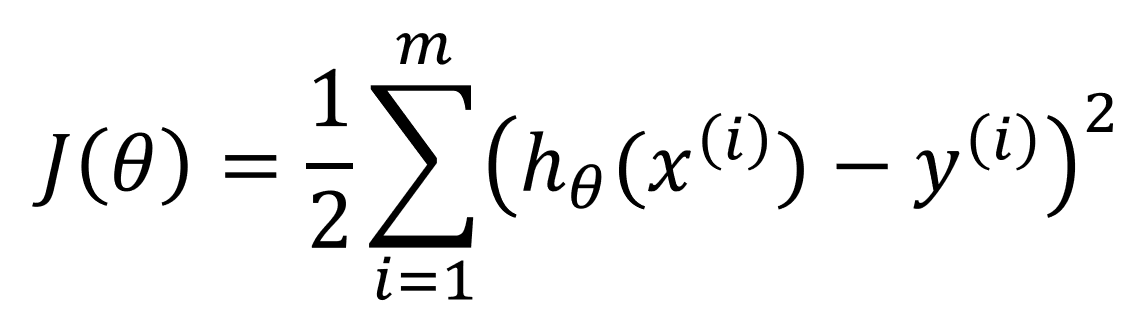 J(θ) = 1/2 ∑_{i=1}^{m} (h_θ(x^{(i)}) − y^{(i)})^2